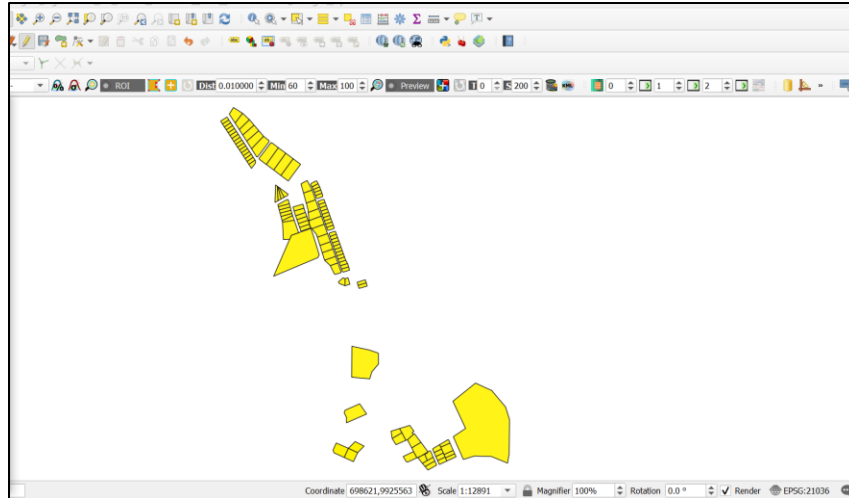 ROI Dist 0.010000 Min 60 Max 100 Preview T 0 S 200 KML 0 1 2 »
Coordinate 698621,9925563 Scale 1:12891 Magnifier 100% Rotation 0.0 ° Render EPSG:21036